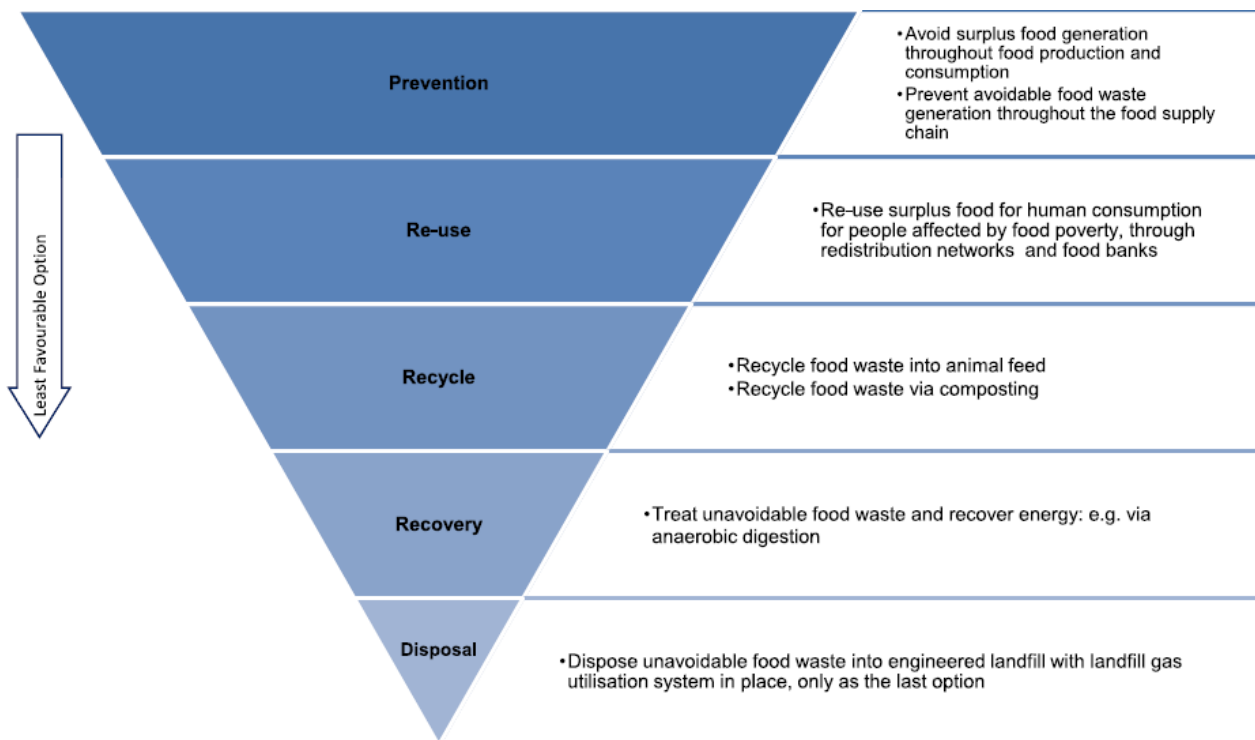 Prevention
•Avoid surplus food generation
throughout food production and
consumption
•Prevent avoidable food waste
generation throughout the food supply
chain
Least Favourable Option
Re-use
•Re-use surplus food for human consumption
for people affected by food poverty, through
redistribution networks and food banks
Recycle
•Recycle food waste into animal feed
•Recycle food waste via composting
Recovery
•Treat unavoidable food waste and recover energy: e.g. via
anaerobic digestion
Disposal
•Dispose unavoidable food waste into engineered landfill with landfill gas
utilisation system in place, only as the last option